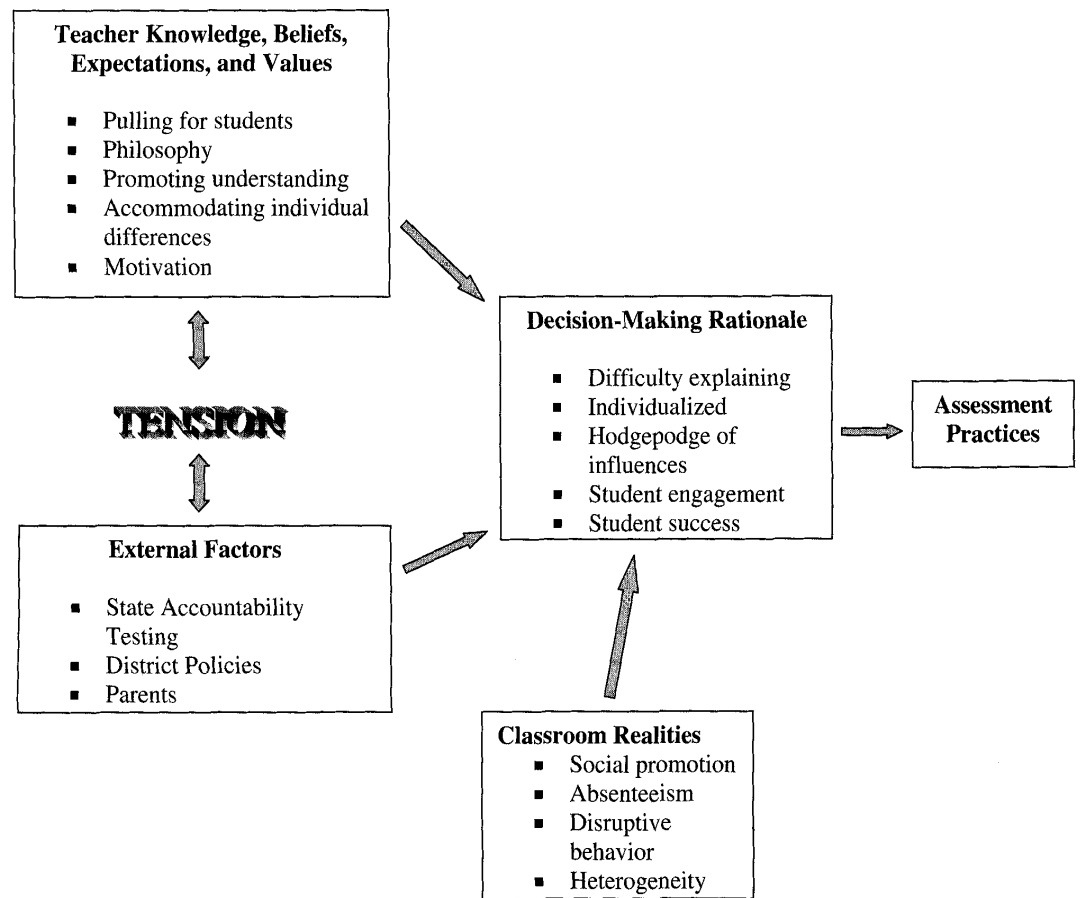 Teacher Knowledge, Beliefs,
Expectations, and Values
▪ Pulling for students
▪ Philosophy
▪ Promoting understanding
▪ Accommodating individual
differences
▪ Motivation
TENSION
External Factors
▪ State Accountability
Testing
▪ District Policies
▪ Parents
Decision-Making Rationale
▪ Difficulty explaining
▪ Individualized
▪ Hodgepodge of
influences
▪ Student engagement
▪ Student success
Classroom Realities
▪ Social promotion
▪ Absenteeism
▪ Disruptive
behavior
▪ Heterogeneity
Assessment
Practices